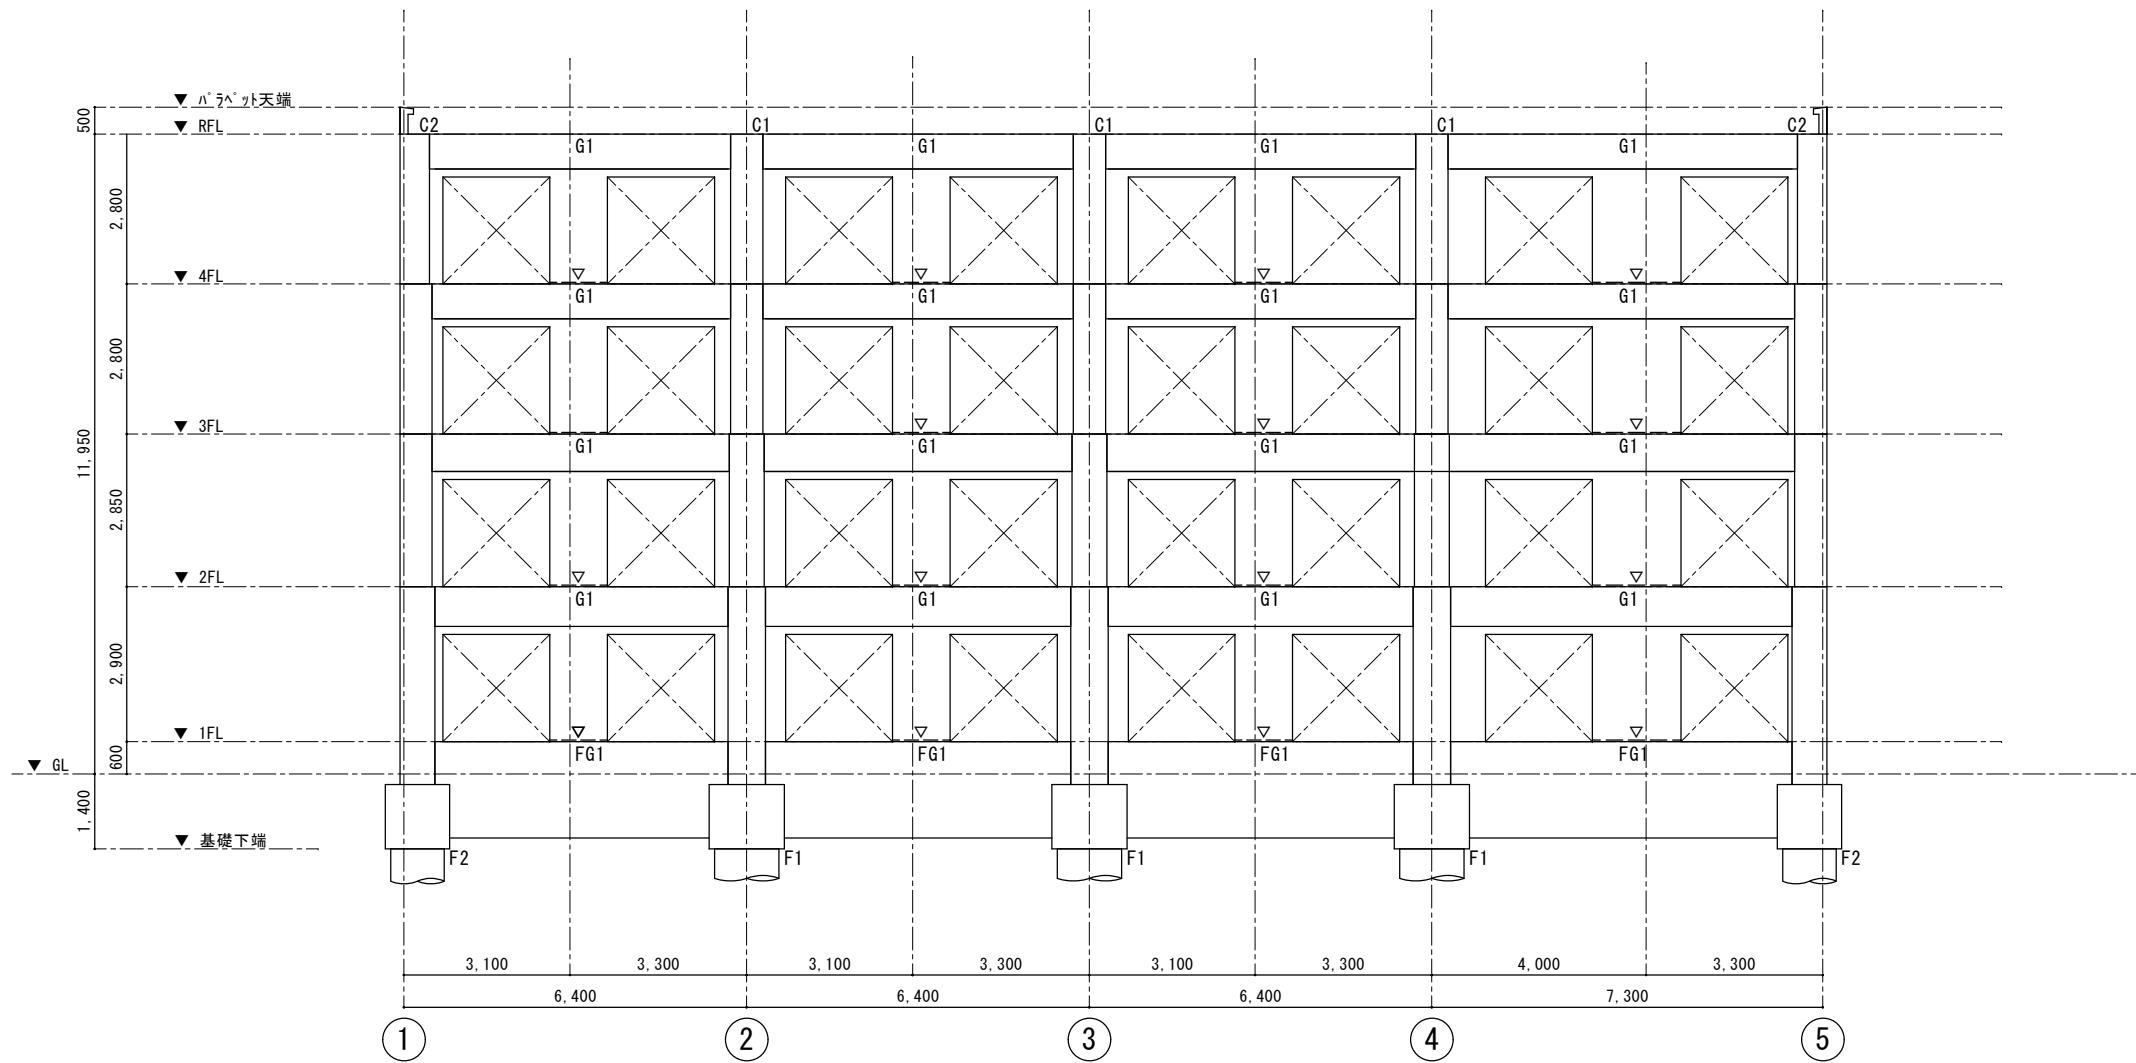 ▼ パラペット天端
500
▼ RFL
C2 C1 C1 C1 C2
G1 G1 G1 G1
2,800
▼ 4FL
G1 G1 G1 G1
2,800
▼ 3FL
G1 G1 G1 G1
11,950
2,850
▼ 2FL
G1 G1 G1 G1
2,900
▼ 1FL
FG1 FG1 FG1 FG1
600
▼ GL
1,400
▼ 基礎下端
F2 F1 F1 F1 F2
3,100 3,300 3,100 3,300 3,100 3,300 4,000 3,300
6,400 6,400 6,400 7,300
1 2 3 4 5